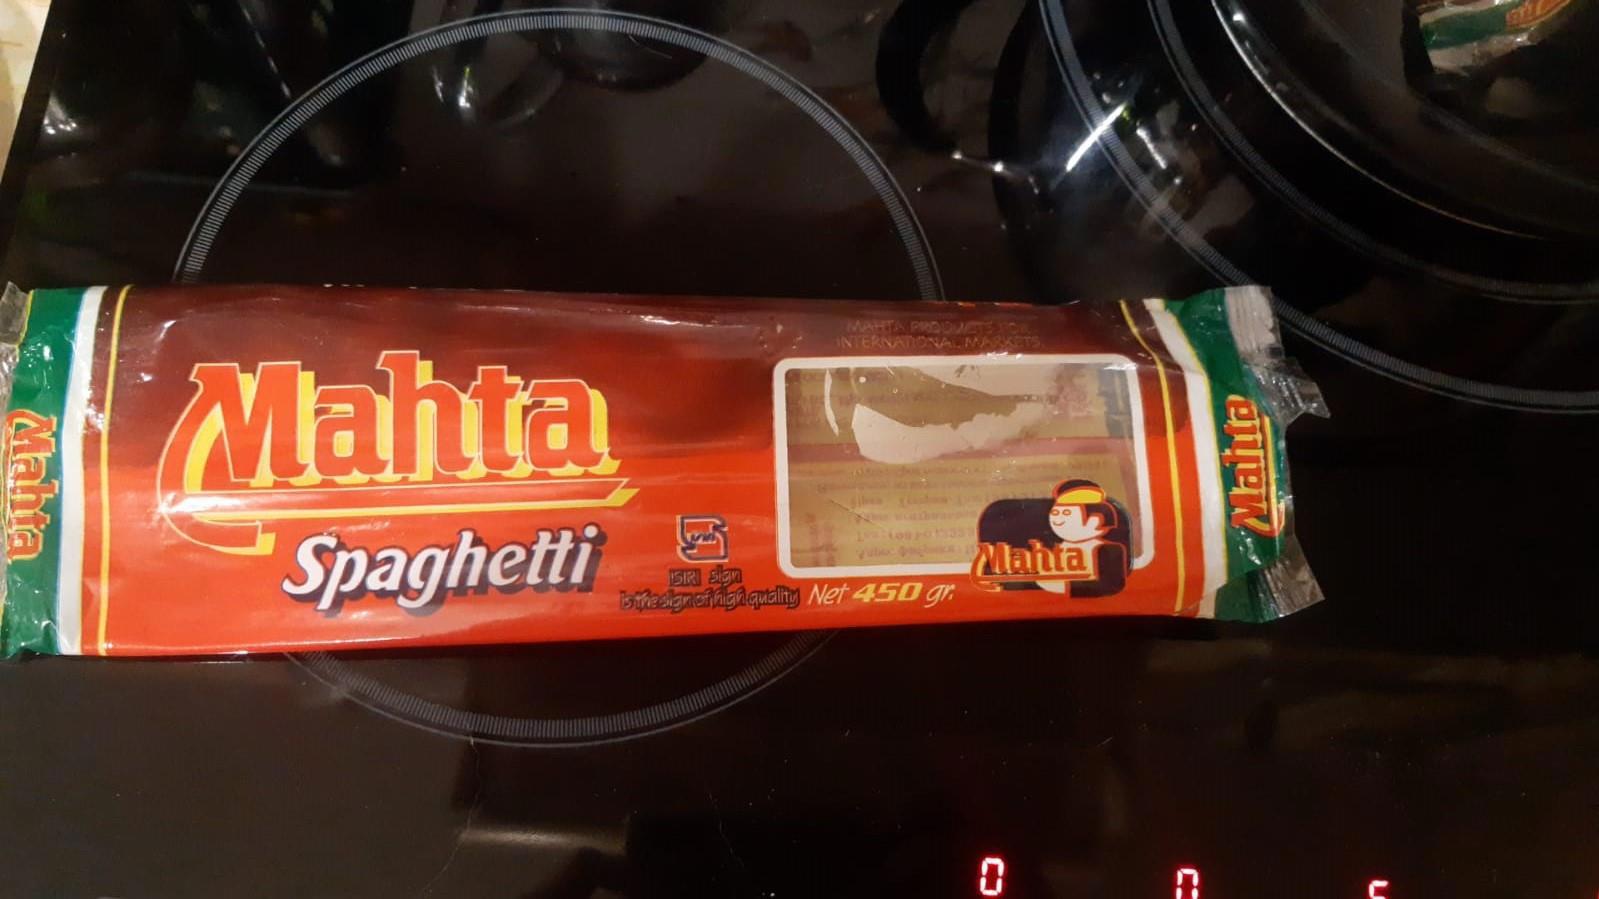 MAHTA PRODUCTS FOR
INTERNATIONAL MARKETS.
Mahta
Spaghetti
ISIRI sign
is the sign of high quality
Net 450 gr.
Mahta
Mahta
Mahta
0 0 5